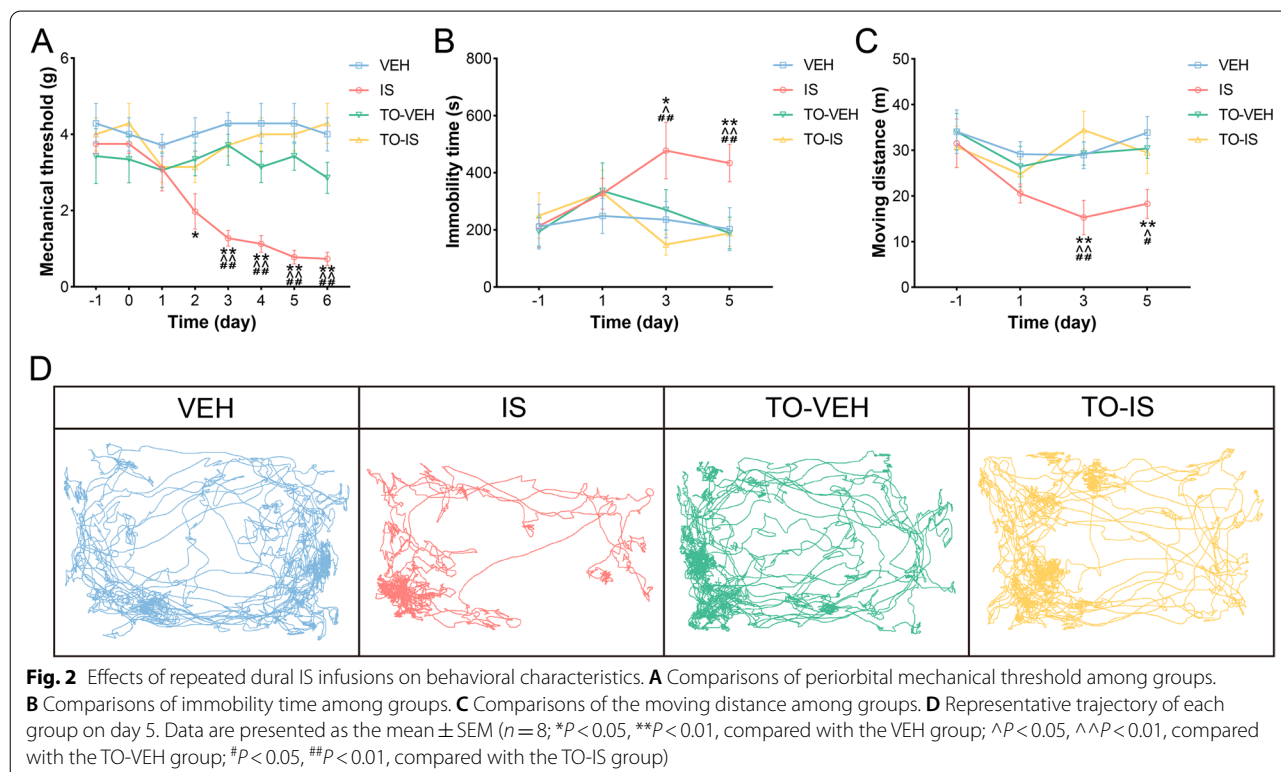 A
B
C
Mechanical threshold (g)
6
4
2
0
-1 0 1 2 3 4 5 6
Time (day)
VEH
IS
TO-VEH
TO-IS
*
**
^^
##
**
^^
##
**
^^
##
**
^^
##
Immobility time (s)
800
600
400
200
0
-1 1 3 5
Time (day)
VEH
IS
TO-VEH
TO-IS
*
^
##
**
^^
##
Moving distance (m)
50
40
30
20
10
0
-1 1 3 5
Time (day)
VEH
IS
TO-VEH
TO-IS
**
^^
##
**
^
#
D
VEH IS TO-VEH TO-IS
Fig. 2 Effects of repeated dural IS infusions on behavioral characteristics. A Comparisons of periorbital mechanical threshold among groups.
B Comparisons of immobility time among groups. C Comparisons of the moving distance among groups. D Representative trajectory of each
group on day 5. Data are presented as the mean ± SEM (n = 8; *P < 0.05, **P < 0.01, compared with the VEH group; ^P < 0.05, ^^P < 0.01, compared
with the TO-VEH group; #P < 0.05, ##P < 0.01, compared with the TO-IS group)